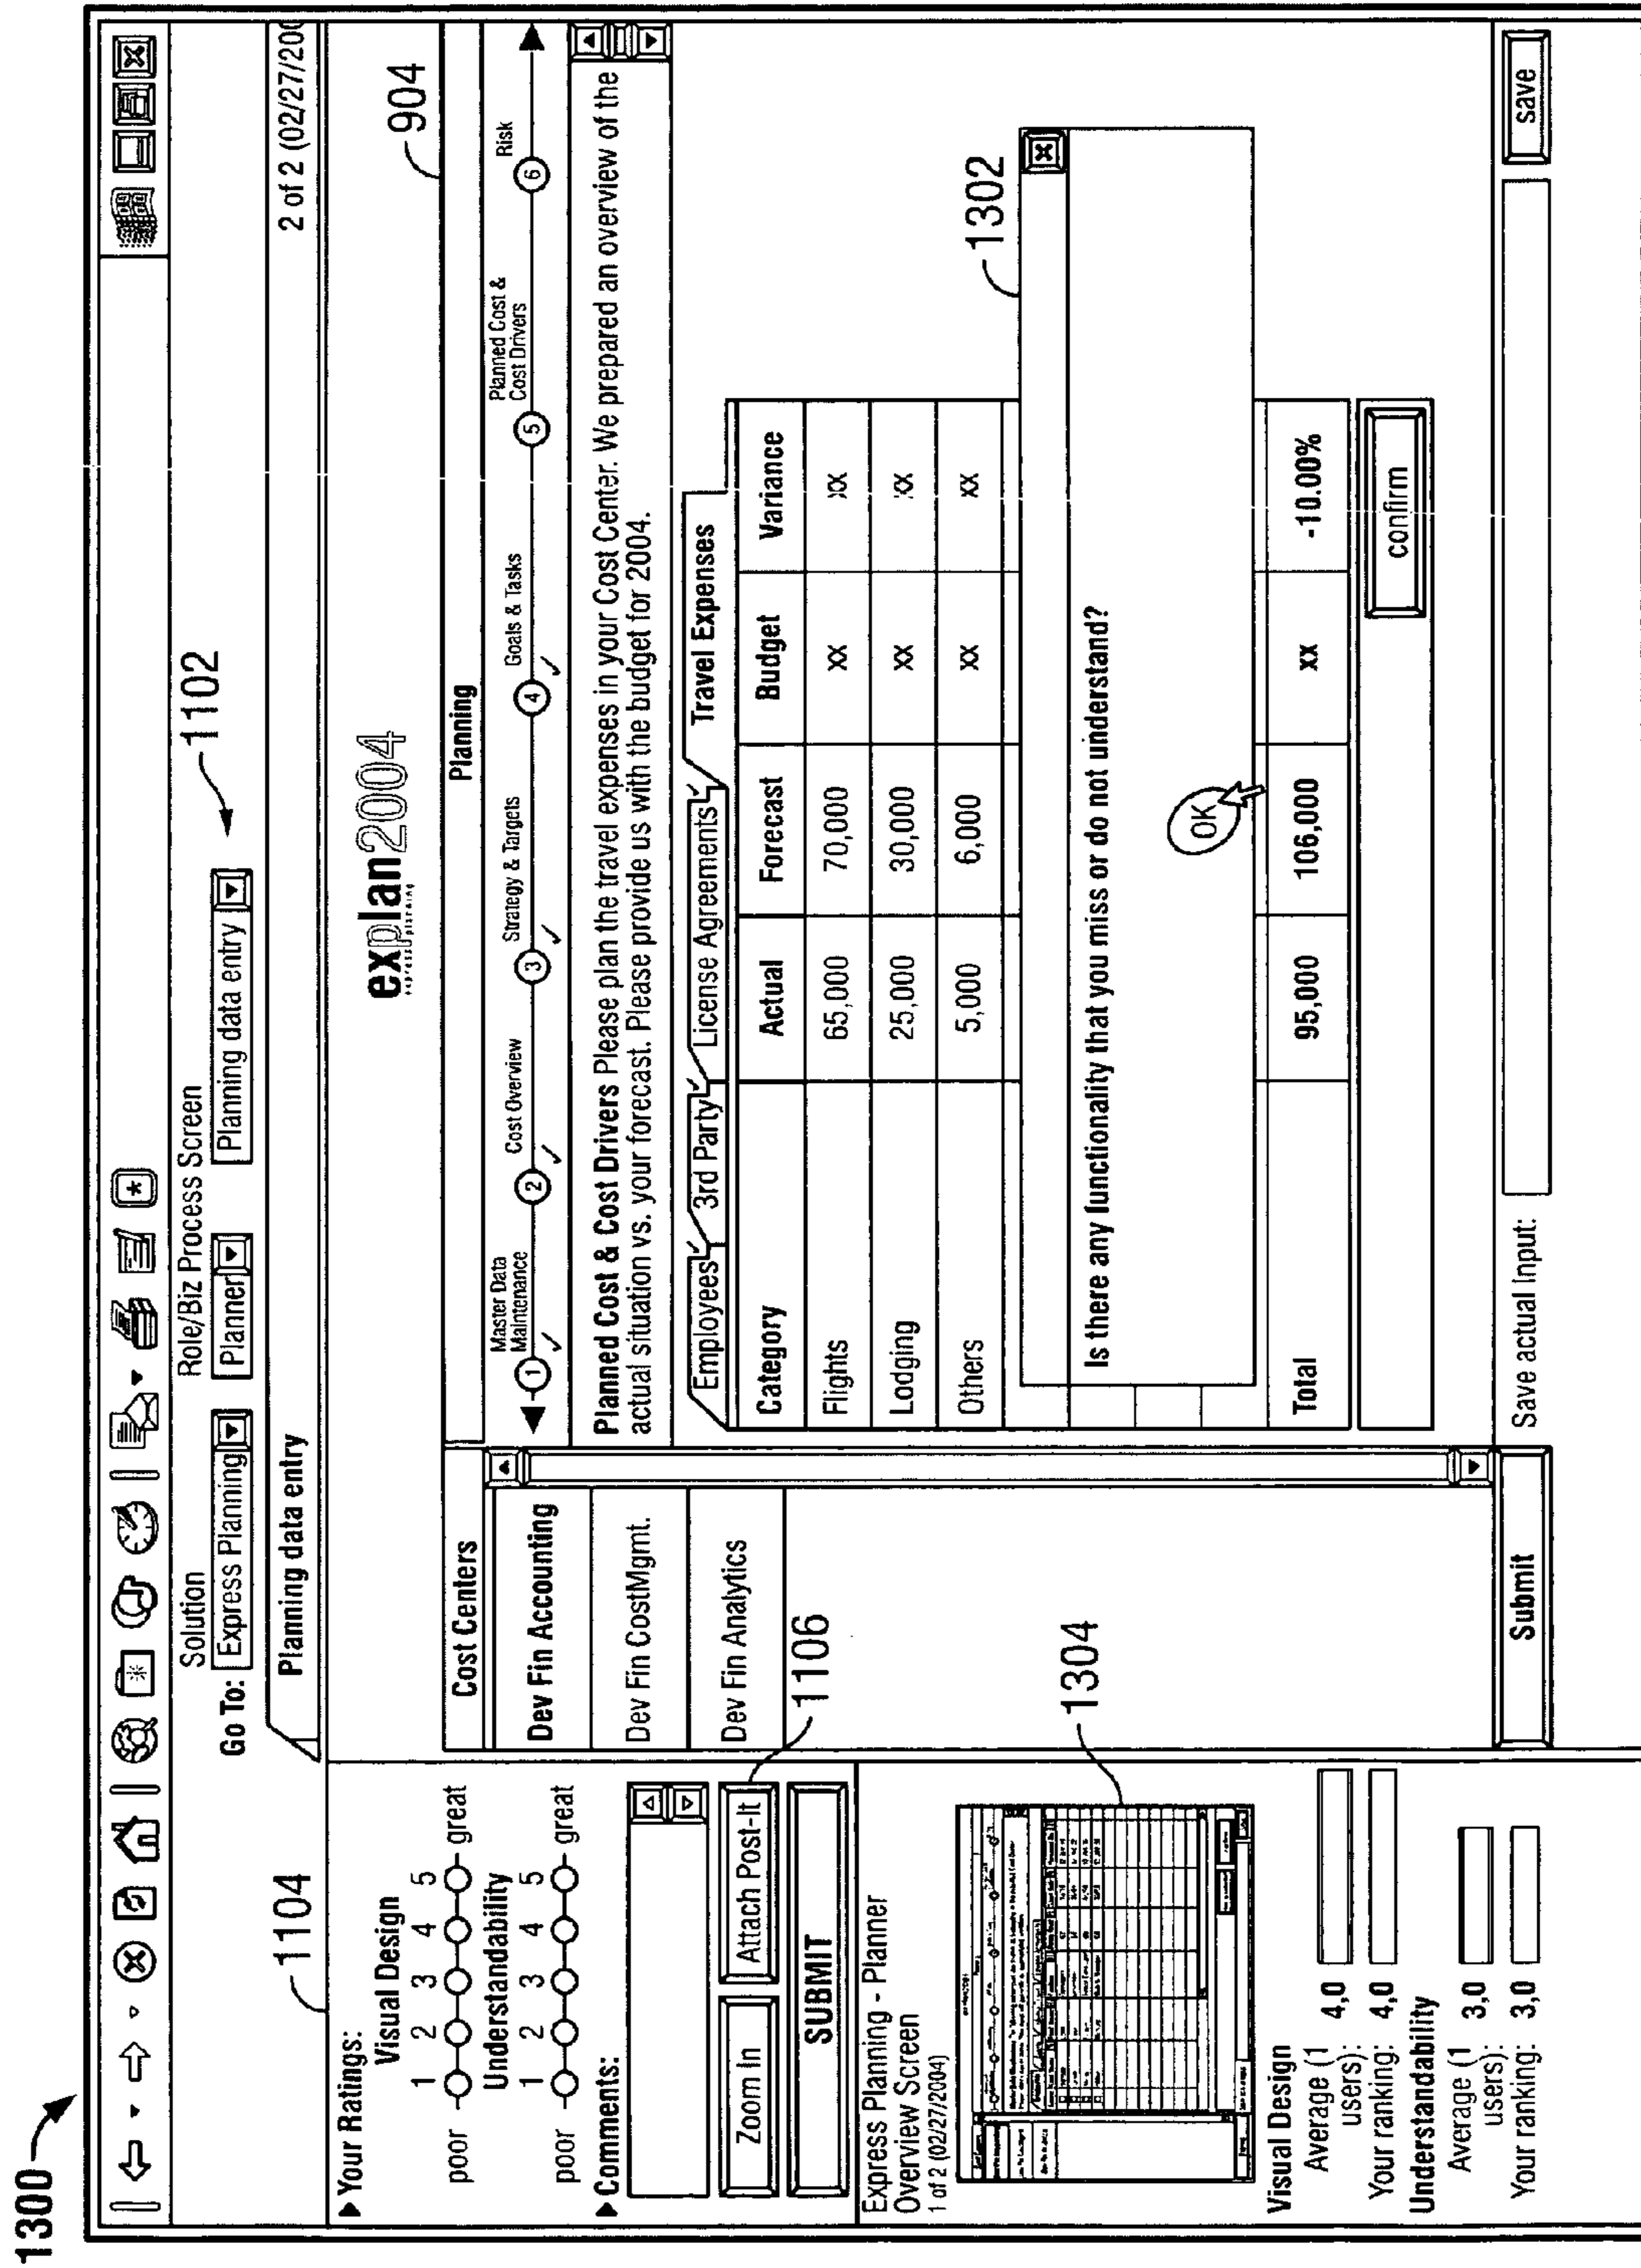 1300
Solution
Role/Biz Process Screen
Go To: Express Planning Planner Planning data entry
1102
Planning data entry
2 of 2 (02/27/200
1104
904
▶ Your Ratings:
Visual Design
1 2 3 4 5
poor great
Understandability
1 2 3 4 5
poor great
▶ Comments:
Zoom In Attach Post-It
1106
SUBMIT
Express Planning - Planner
Overview Screen
1 of 2 (02/27/2004)
1304
Visual Design
Average (1
users): 4,0
Your ranking: 4,0
Understandability
Average (1
users): 3,0
Your ranking: 3,0
explan2004
express planning
Cost Centers
Dev Fin Accounting
Dev Fin CostMgmt.
Dev Fin Analytics
Submit
Planning
1 Master Data
Maintenance
2 Cost Overview
3 Strategy & Targets
4 Goals & Tasks
5 Planned Cost &
Cost Drivers
6 Risk
Planned Cost & Cost Drivers Please plan the travel expenses in your Cost Center. We prepared an overview of the
actual situation vs. your forecast. Please provide us with the budget for 2004.
Employees 3rd Party License Agreements Travel Expenses
Category Actual Forecast Budget Variance
Flights 65,000 70,000 xx xx
Lodging 25,000 30,000 xx xx
Others 5,000 6,000 xx xx
1302
Is there any functionality that you miss or do not understand?
OK
Total 95,000 106,000 xx -10.00%
confirm
Save actual Input: save